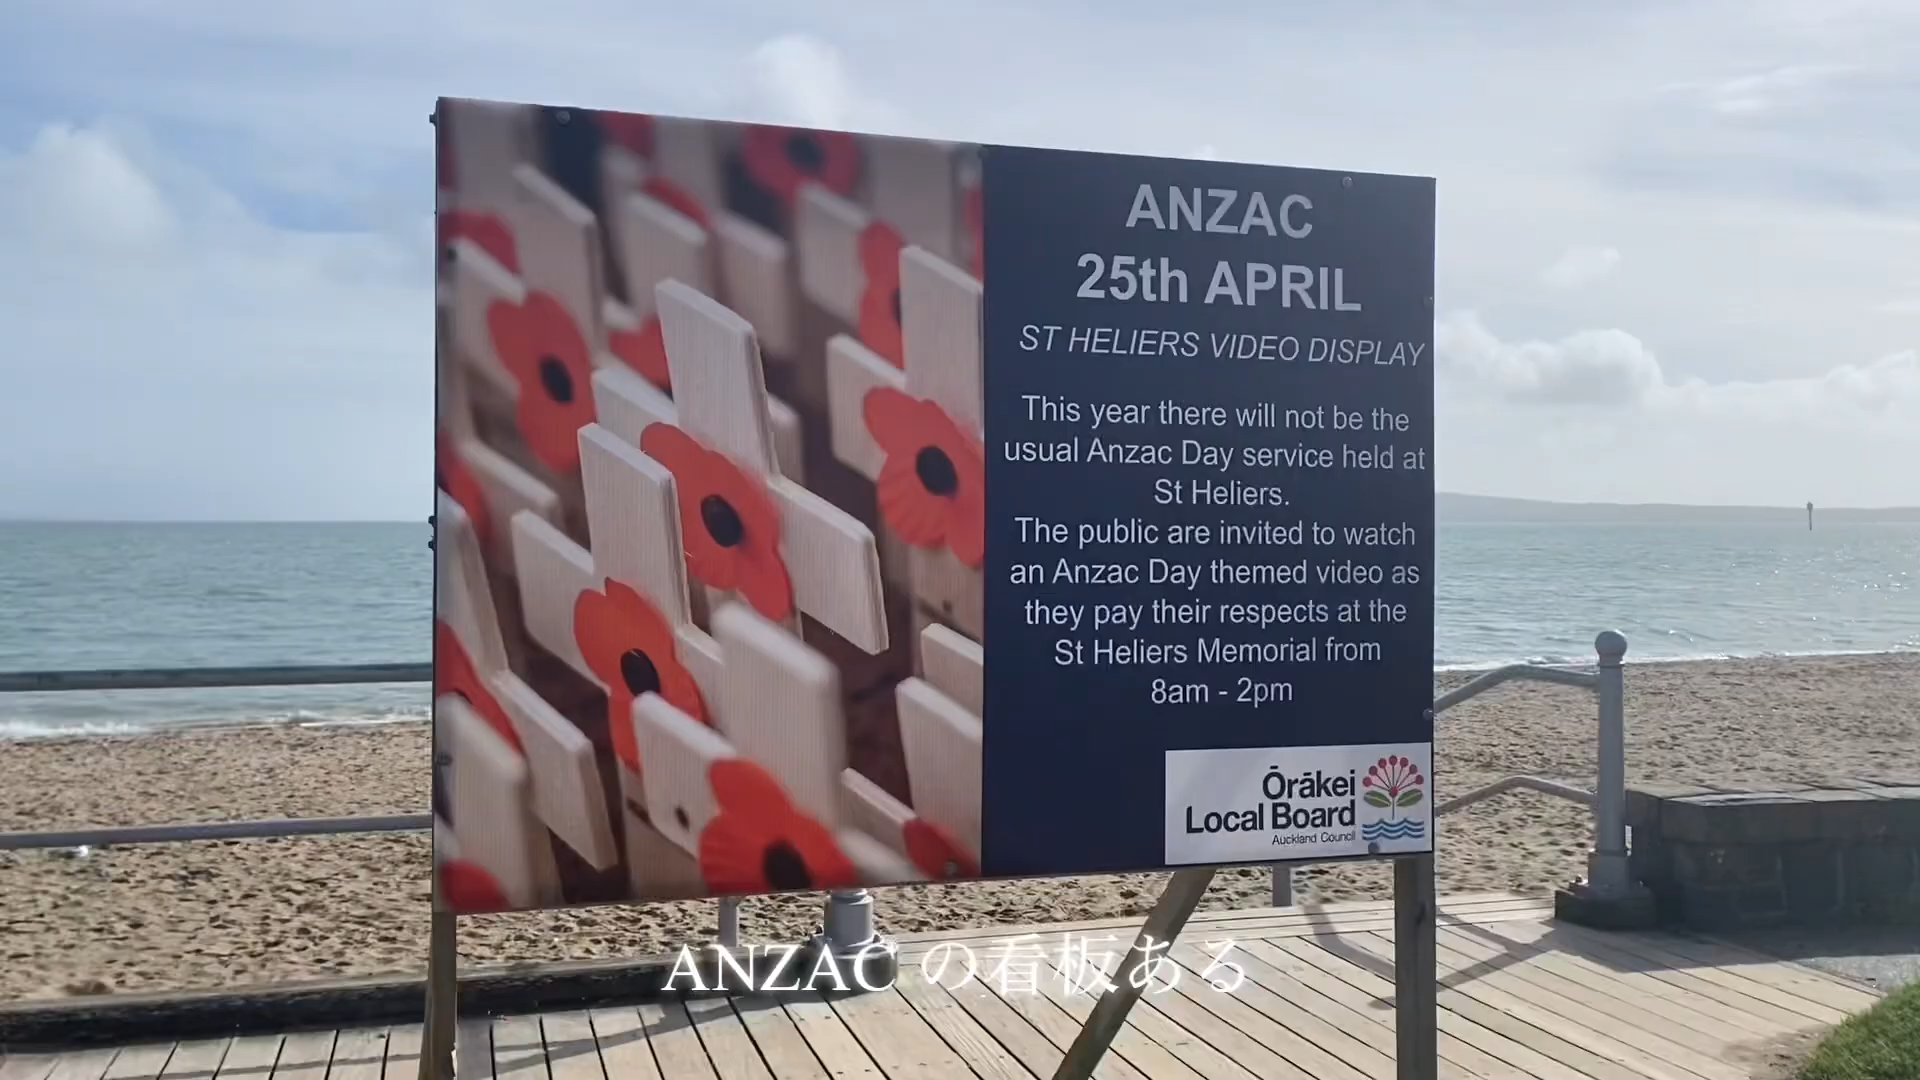 ANZAC
25th APRIL
ST HELIERS VIDEO DISPLAY
This year there will not be the
usual Anzac Day service held at
St Heliers.
The public are invited to watch
an Anzac Day themed video as
they pay their respects at the
St Heliers Memorial from
8am - 2pm
Ōrākei
Local Board
Auckland Council
ANZAC の看板ある